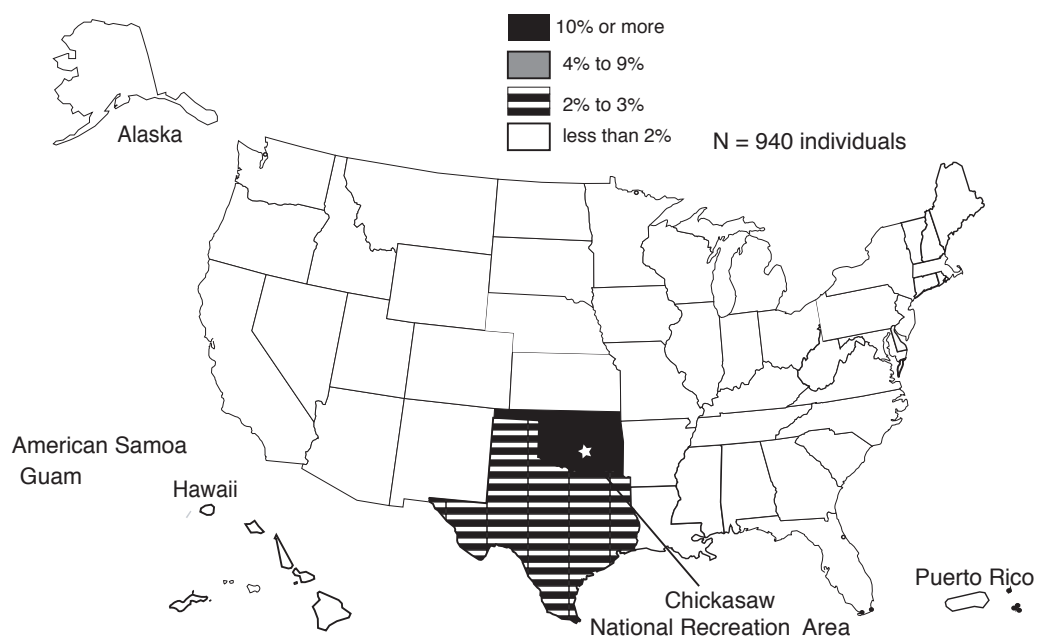 10% or more
4% to 9%
2% to 3%
less than 2%
N = 940 individuals
Alaska
American Samoa
Guam
Hawaii
Puerto Rico
Chickasaw
National Recreation Area